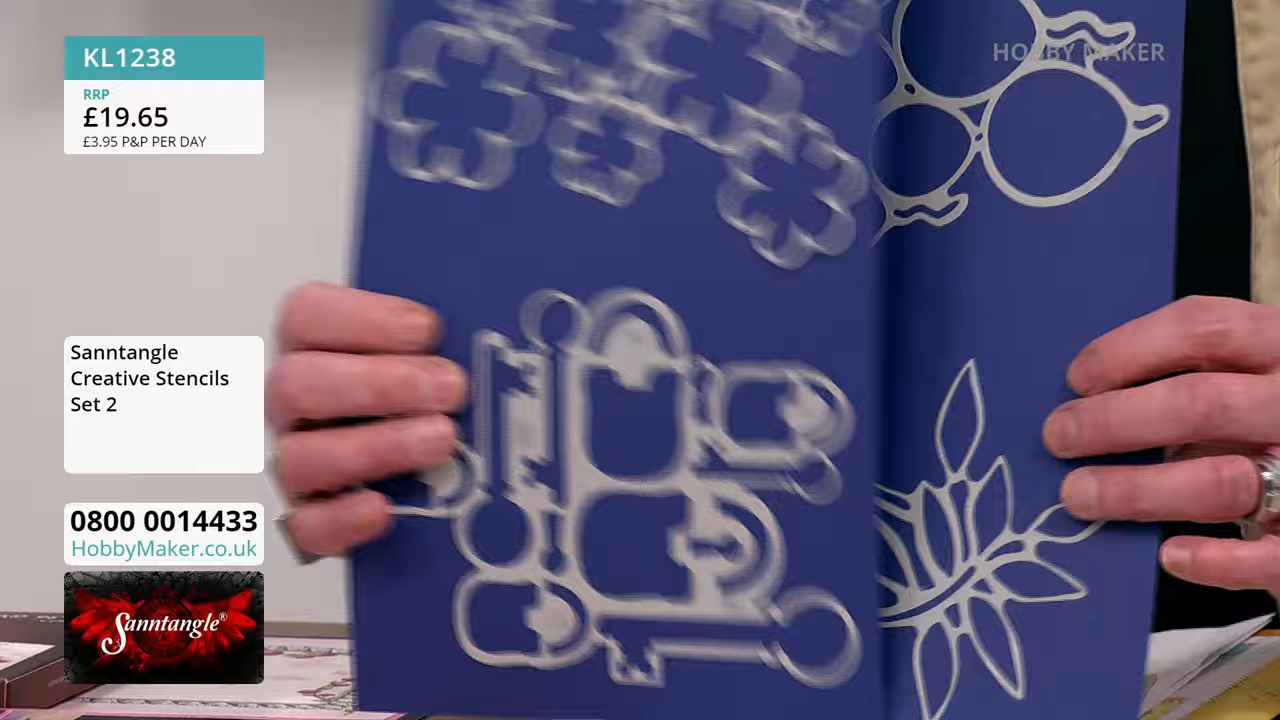 KL1238
RRP
£19.65
£3.95 P&P PER DAY
HOBBY MAKER
Sanntangle
Creative Stencils
Set 2
0800 0014433
HobbyMaker.co.uk
Sanntangle®